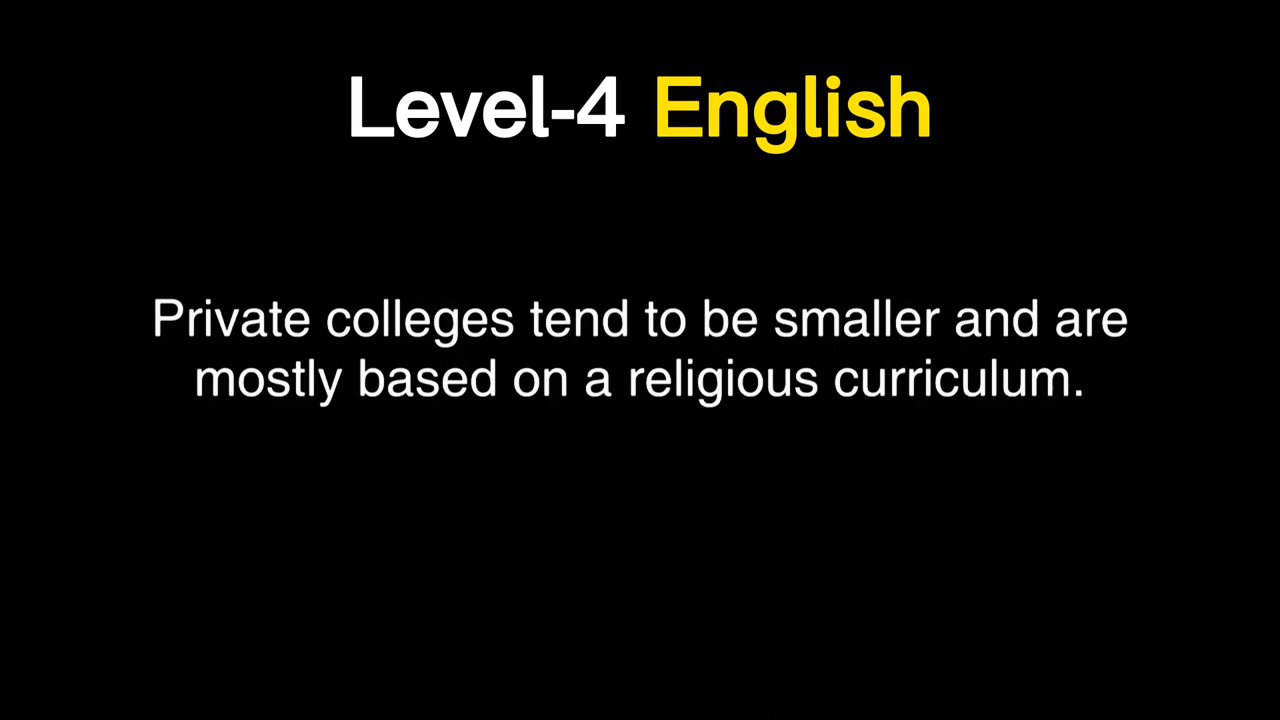 Level-4 English
Private colleges tend to be smaller and are
mostly based on a religious curriculum.